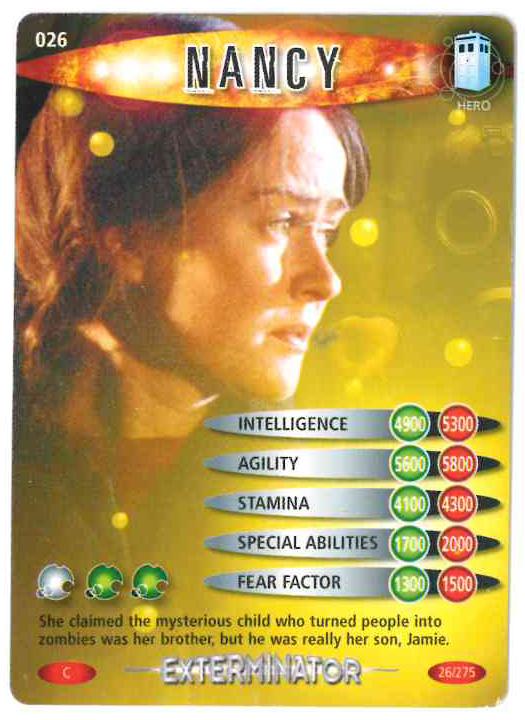 026
NANCY
HERO
INTELLIGENCE 4900 5300
AGILITY 5600 5800
STAMINA 4100 4300
SPECIAL ABILITIES 1700 2000
FEAR FACTOR 1300 1500
She claimed the mysterious child who turned people into
zombies was her brother, but he was really her son, Jamie.
C EXTERMINATOR 26/275